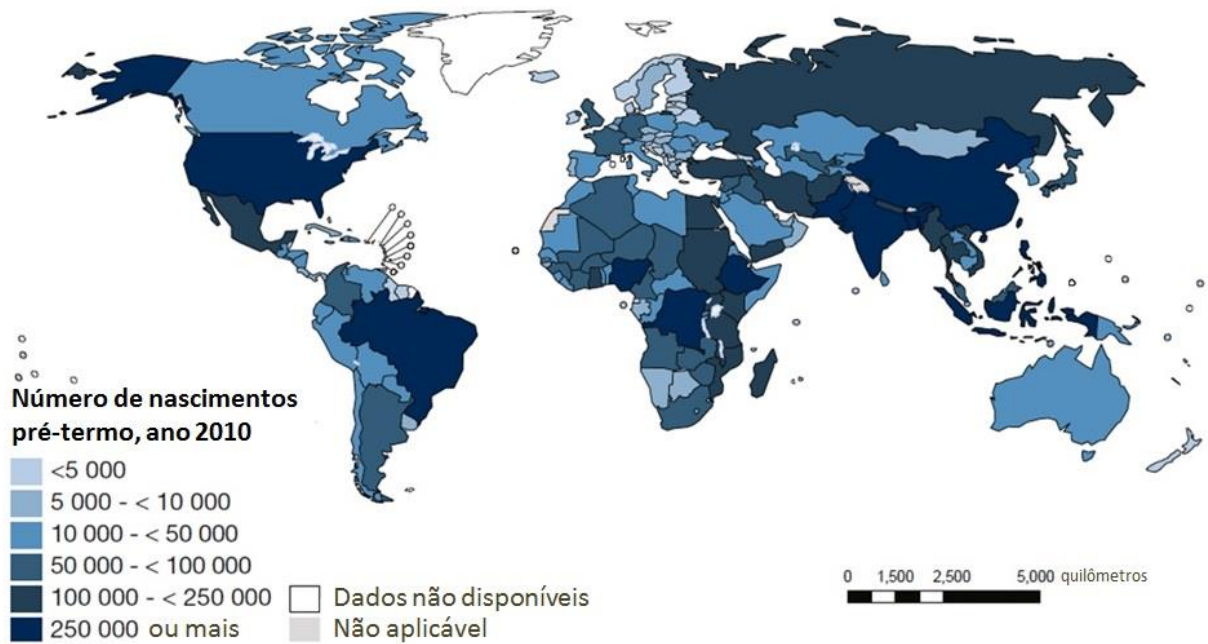 Número de nascimentos
pré-termo, ano 2010
<5 000
5 000 - < 10 000
10 000 - < 50 000
50 000 - < 100 000
100 000 - < 250 000
250 000 ou mais
Dados não disponíveis
Não aplicável
0 1,500 2,500 5,000 quilômetros